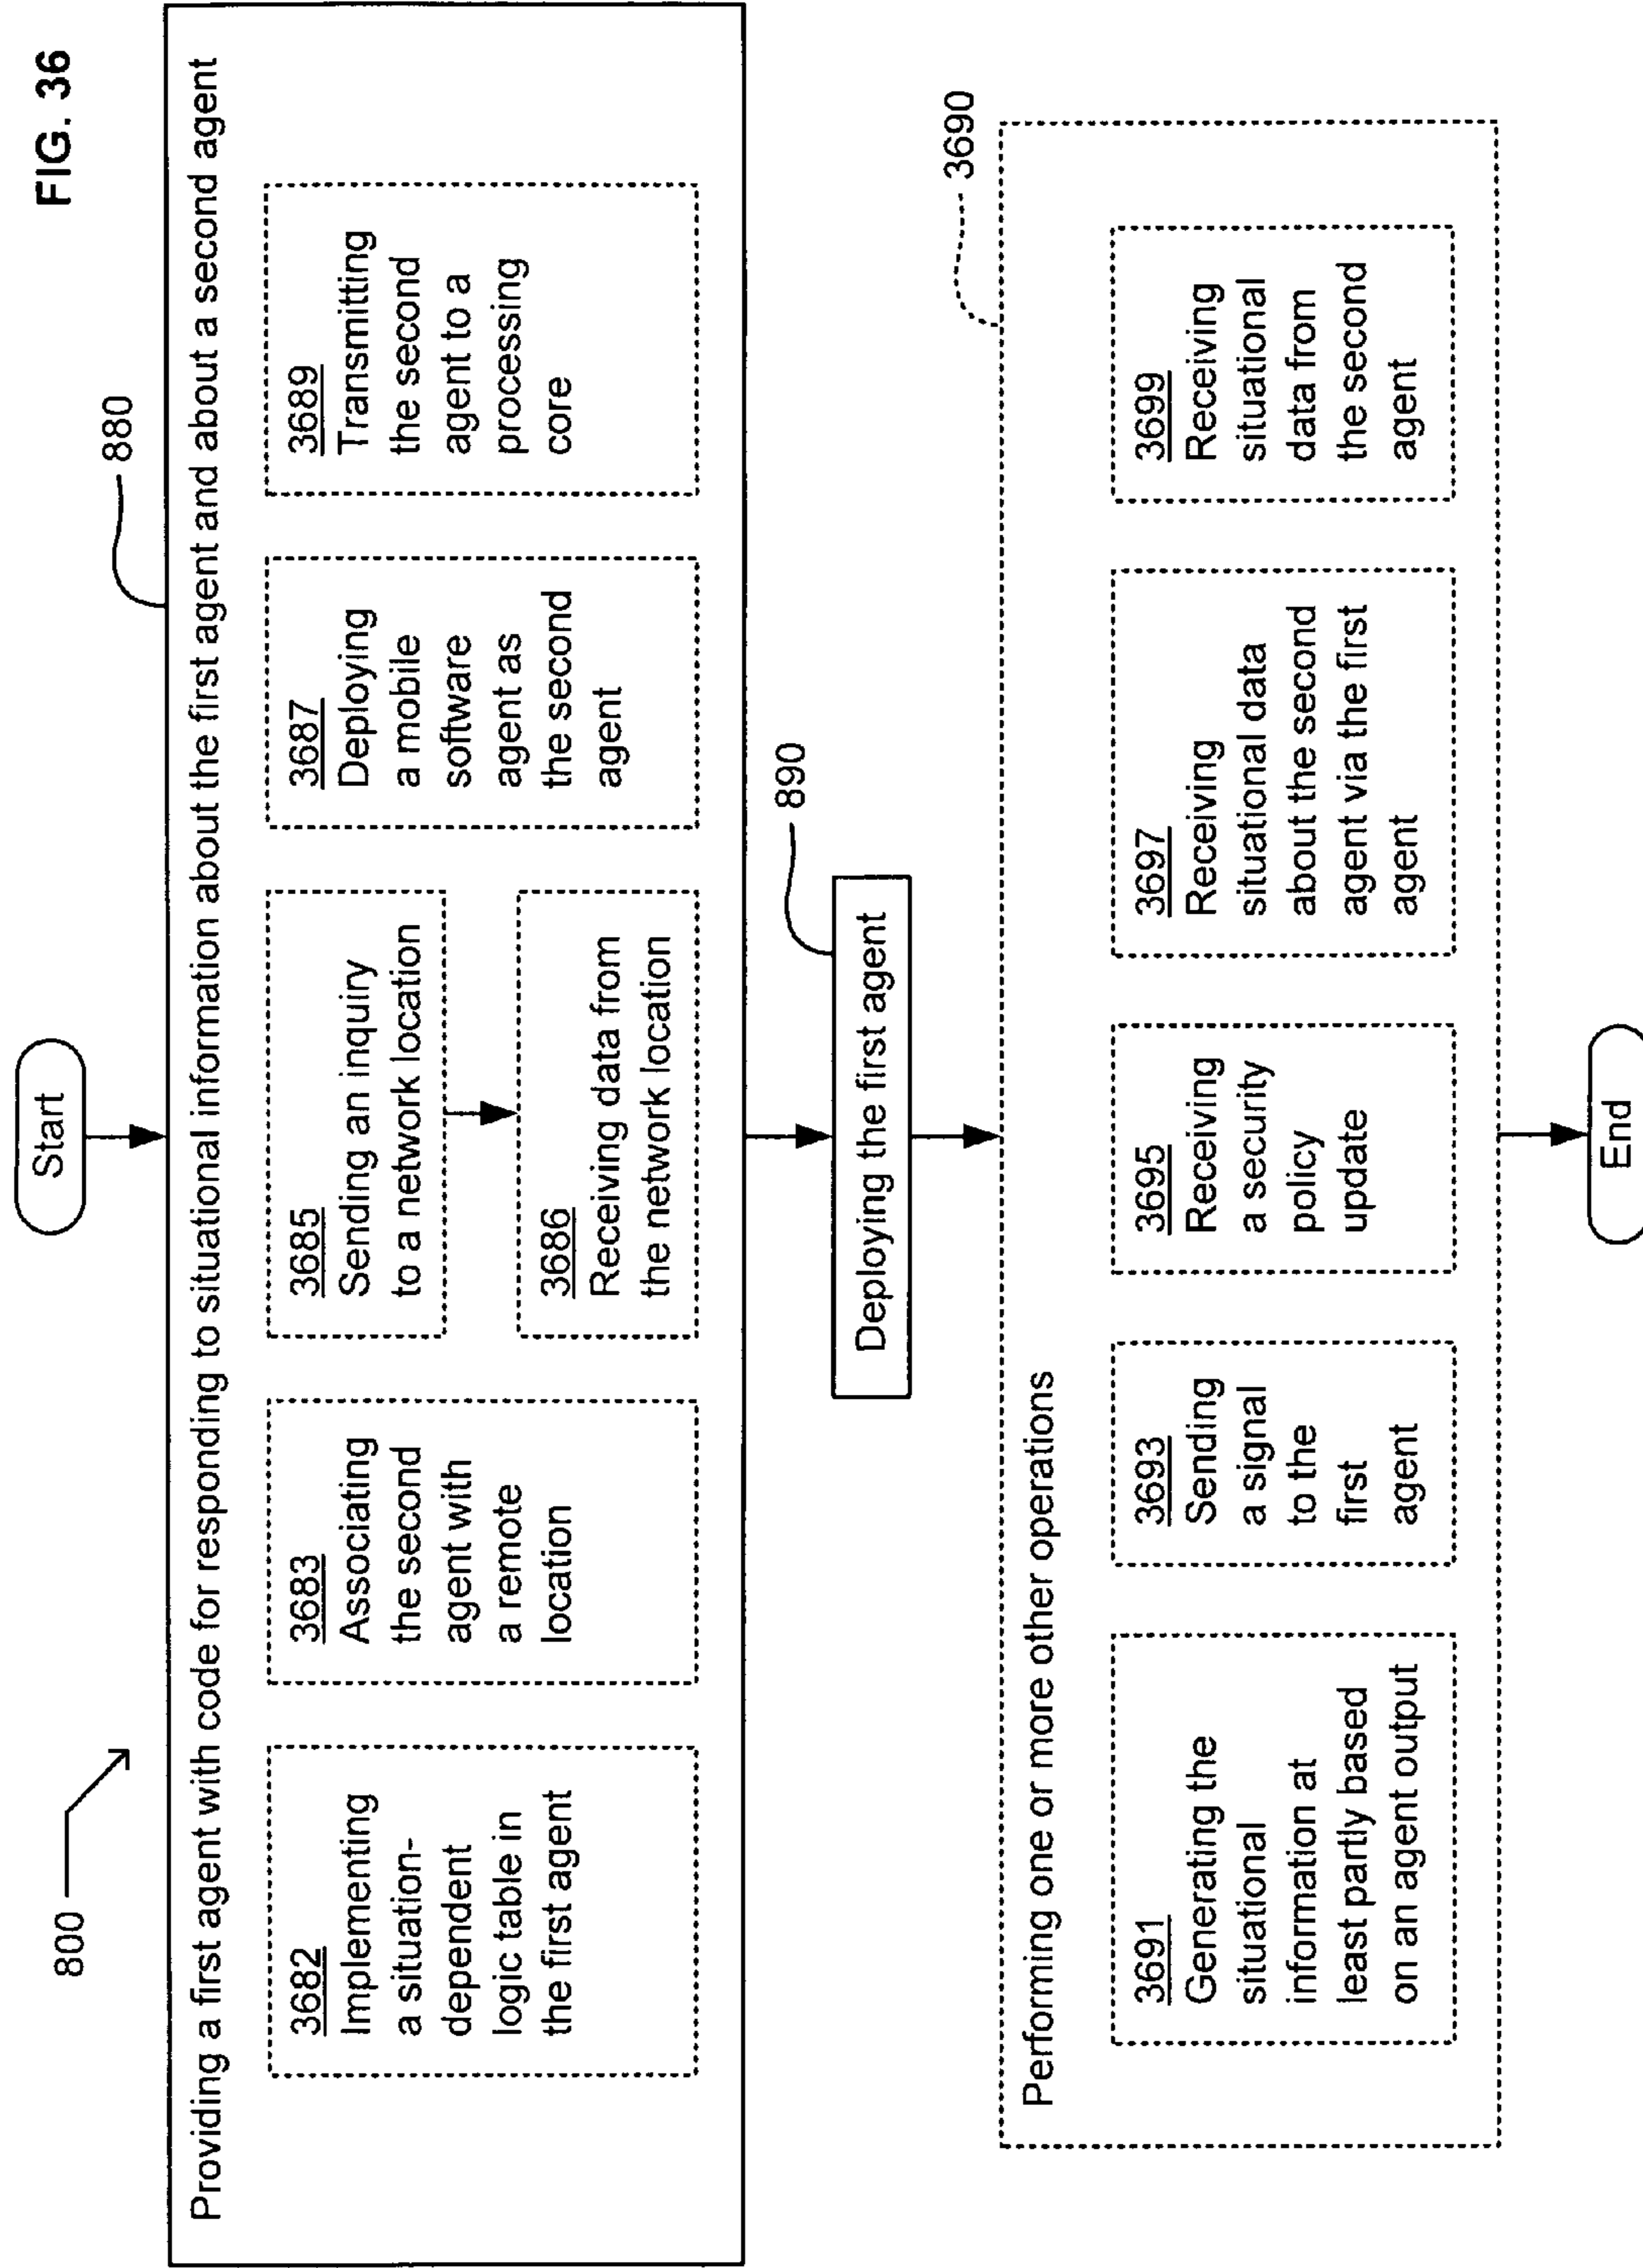 FIG. 36
800
Start
880
Providing a first agent with code for responding to situational information about the first agent and about a second agent
3682
Implementing
a situation-
dependent
logic table in
the first agent
3683
Associating
the second
agent with
a remote
location
3685
Sending an inquiry
to a network location
3686
Receiving data from
the network location
3687
Deploying
a mobile
software
agent as
the second
agent
3689
Transmitting
the second
agent to a
processing
core
890
Deploying the first agent
3690
Performing one or more other operations
3691
Generating the
situational
information at
least partly based
on an agent output
3693
Sending
a signal
to the
first
agent
3695
Receiving
a security
policy
update
3697
Receiving
situational data
about the second
agent via the first
agent
3699
Receiving
situational
data from
the second
agent
End